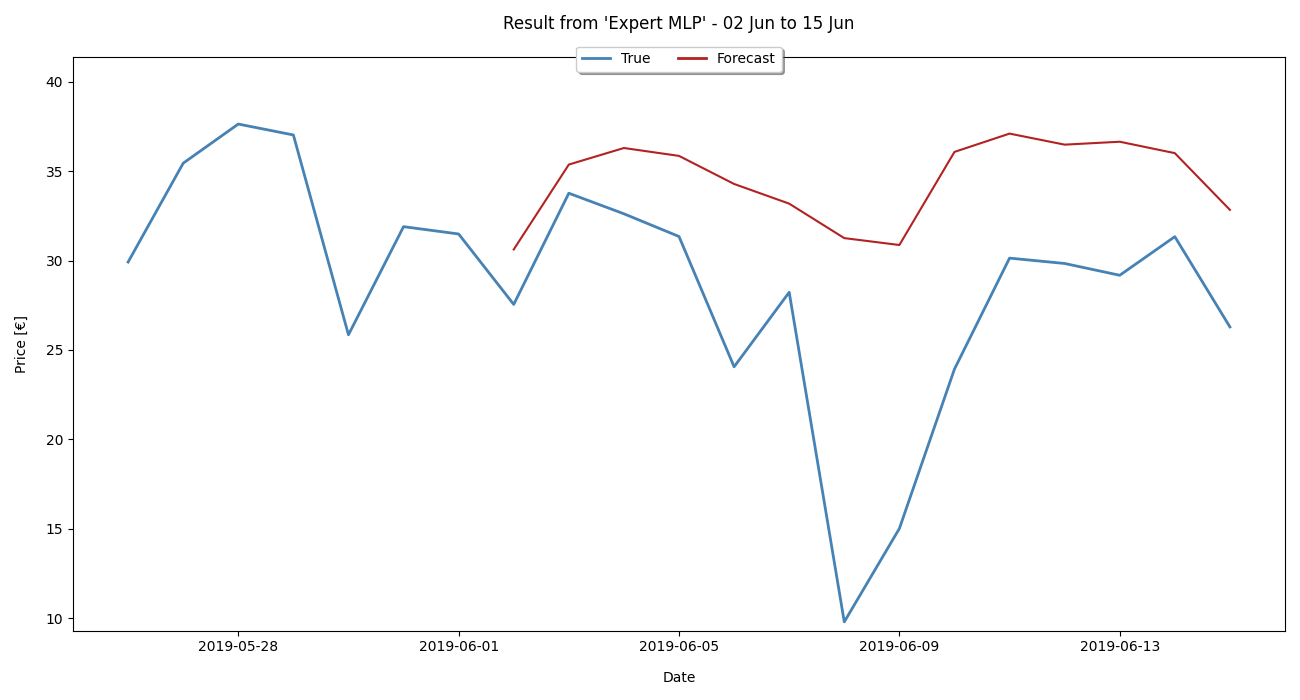 Result from 'Expert MLP' - 02 Jun to 15 Jun
True Forecast
40
35
30
25
20
15
10
Price [€]
2019-05-28 2019-06-01 2019-06-05 2019-06-09 2019-06-13
Date